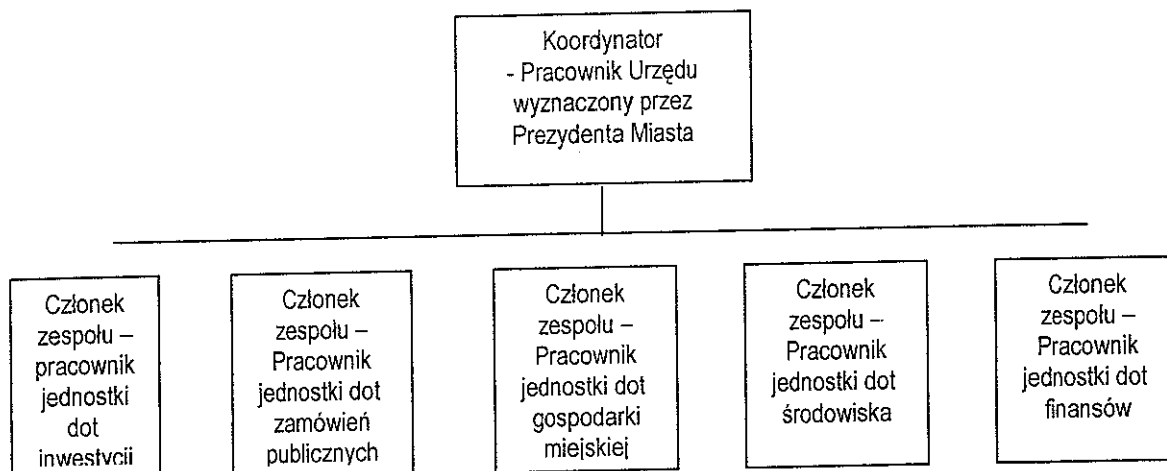 Koordynator
- Pracownik Urzędu
wyznaczony przez
Prezydenta Miasta
Członek
zespołu –
pracownik
jednostki
dot
inwestycji
Członek
zespołu –
Pracownik
jednostki dot
zamówień
publicznych
Członek
zespołu –
Pracownik
jednostki dot
gospodarki
miejskiej
Członek
zespołu –
Pracownik
jednostki dot
środowiska
Członek
zespołu –
Pracownik
jednostki dot
finansów